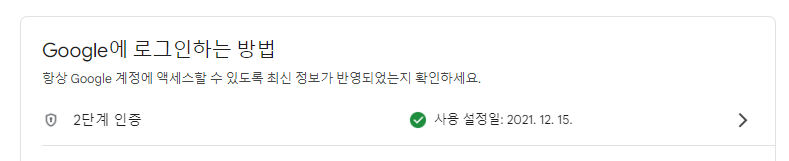 Google에 로그인하는 방법
항상 Google 계정에 액세스할 수 있도록 최신 정보가 반영되었는지 확인하세요.
2단계 인증 사용 설정일: 2021. 12. 15.